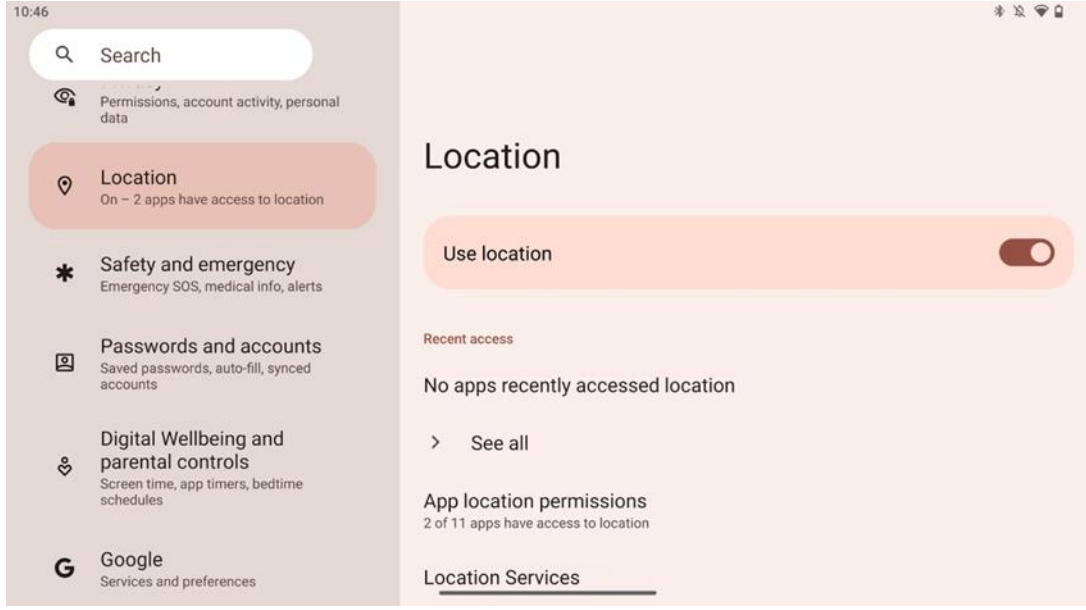 10:46
Search
Permissions, account activity, personal
data
Location
On – 2 apps have access to location
Safety and emergency
Emergency SOS, medical info, alerts
Passwords and accounts
Saved passwords, auto-fill, synced
accounts
Digital Wellbeing and
parental controls
Screen time, app timers, bedtime
schedules
Google
Services and preferences
Location
Use location
Recent access
No apps recently accessed location
See all
App location permissions
2 of 11 apps have access to location
Location Services